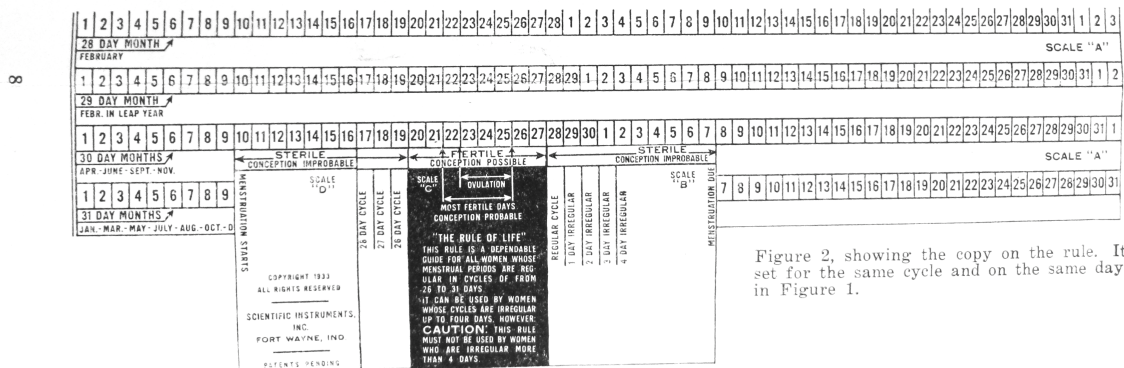 8
1 2 3 4 5 6 7 8 9 10 11 12 13 14 15 16 17 18 19 20 21 22 23 24 25 26 27 28 1 2 3 4 5 6 7 8 9 10 11 12 13 14 15 16 17 18 19 20 21 22 23 24 25 26 27 28 29 30 31 1 2 3
28 DAY MONTH
FEBRUARY
SCALE "A"
1 2 3 4 5 6 7 8 9 10 11 12 13 14 15 16 17 18 19 20 21 22 23 24 25 26 27 28 29 1 2 3 4 5 6 7 8 9 10 11 12 13 14 15 16 17 18 19 20 21 22 23 24 25 26 27 28 29 30 31 1 2
29 DAY MONTH
FEBR. IN LEAP YEAR
1 2 3 4 5 6 7 8 9 10 11 12 13 14 15 16 17 18 19 20 21 22 23 24 25 26 27 28 29 30 1 2 3 4 5 6 7 8 9 10 11 12 13 14 15 16 17 18 19 20 21 22 23 24 25 26 27 28 29 30 31 1
30 DAY MONTHS
APR.-JUNE-SEPT.-NOV.
SCALE "A"
1 2 3 4 5 6 7 8 9
7 8 9 10 11 12 13 14 15 16 17 18 19 20 21 22 23 24 25 26 27 28 29 30 31
31 DAY MONTHS
JAN.-MAR.-MAY-JULY-AUG.-OCT.-D
STERILE
CONCEPTION IMPROBABLE
MENSTRUATION STARTS
SCALE
"D"
28 DAY CYCLE
27 DAY CYCLE
26 DAY CYCLE
COPYRIGHT 1933
ALL RIGHTS RESERVED
SCIENTIFIC INSTRUMENTS,
INC.
FORT WAYNE, IND
PATENTS PENDING
FERTILE
CONCEPTION POSSIBLE
SCALE
"C"
OVULATION
MOST FERTILE DAYS
CONCEPTION PROBABLE
"THE RULE OF LIFE"
THIS RULE IS A DEPENDABLE
GUIDE FOR ALL WOMEN WHOSE
MENSTRUAL PERIODS ARE REG-
ULAR IN CYCLES OF FROM
26 TO 31 DAYS
IT CAN BE USED BY WOMEN
WHOSE CYCLES ARE IRREGULAR
UP TO FOUR DAYS, HOWEVER:
CAUTION: THIS RULE
MUST NOT BE USED BY WOMEN
WHO ARE IRREGULAR MORE
THAN 4 DAYS.
STERILE
CONCEPTION IMPROBABLE
REGULAR CYCLE
1 DAY IRREGULAR
2 DAY IRREGULAR
3 DAY IRREGULAR
4 DAY IRREGULAR
SCALE
"B"
MENSTRUATION DUE
Figure 2, showing the copy on the rule. It
set for the same cycle and on the same day
in Figure 1.